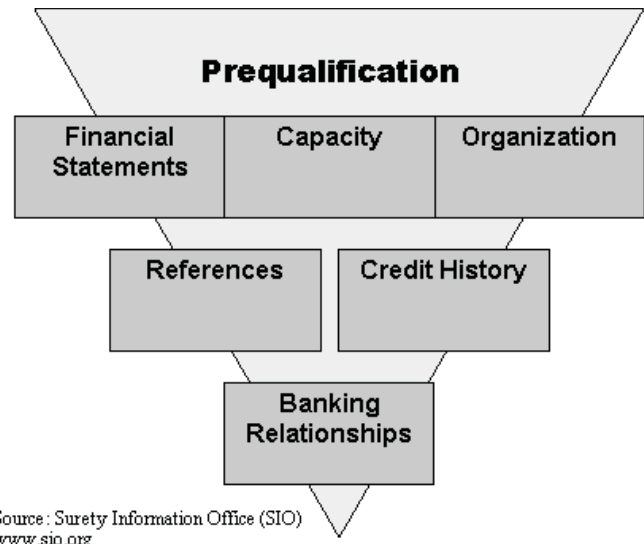 Prequalification
Financial
Statements
Capacity
Organization
References
Credit History
Banking
Relationships
Source: Surety Information Office (SIO)
www.sio.org